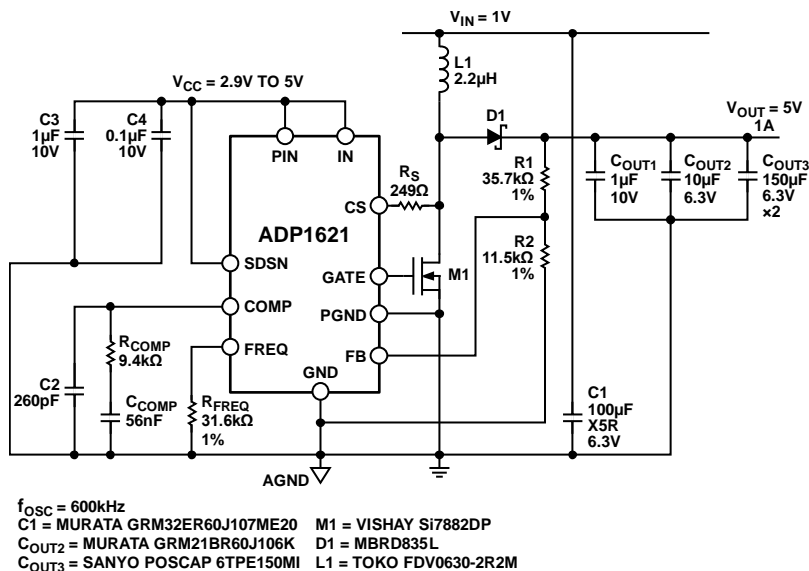 V_IN = 1V
L1
2.2µH
V_CC = 2.9V TO 5V
C3
1µF
10V
C4
0.1µF
10V
PIN
IN
D1
V_OUT = 5V
1A
R_S
249Ω
CS
R1
35.7kΩ
1%
C_OUT1
1µF
10V
C_OUT2
10µF
6.3V
C_OUT3
150µF
6.3V
×2
ADP1621
R2
11.5kΩ
1%
SDSN
GATE
M1
COMP
PGND
R_COMP
9.4kΩ
FREQ
FB
GND
C2
260pF
C_COMP
56nF
R_FREQ
31.6kΩ
1%
C1
100µF
X5R
6.3V
AGND
f_OSC = 600kHz
C1 = MURATA GRM32ER60J107ME20 M1 = VISHAY Si7882DP
C_OUT2 = MURATA GRM21BR60J106K D1 = MBRD835L
C_OUT3 = SANYO POSCAP 6TPE150MI L1 = TOKO FDV0630-2R2M